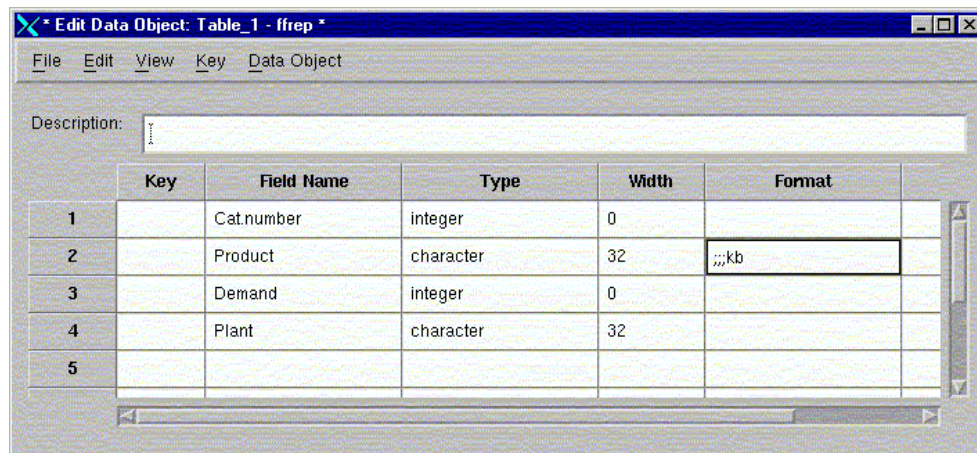 * Edit Data Object: Table_1 - ffrep *
File Edit View Key Data Object
Description:
Key Field Name Type Width Format
1 Cat.number integer 0
2 Product character 32 ;;;kb
3 Demand integer 0
4 Plant character 32
5